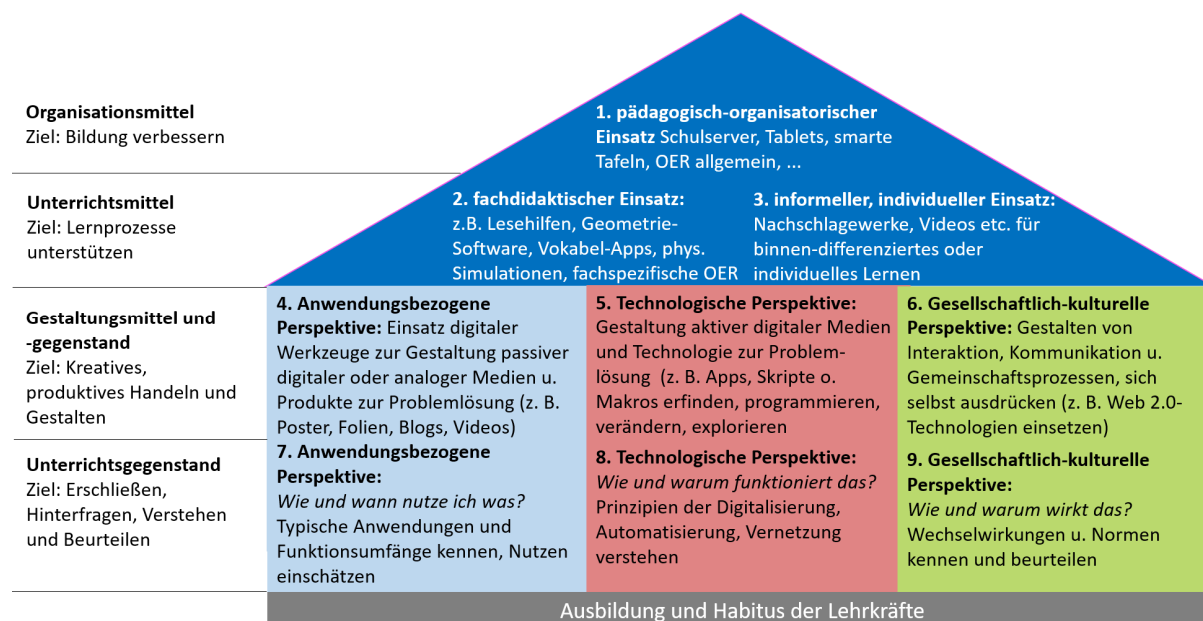 Organisationsmittel
Ziel: Bildung verbessern
1. pädagogisch-organisatorischer
Einsatz Schulserver, Tablets, smarte
Tafeln, OER allgemein, ...
Unterrichtsmittel
Ziel: Lernprozesse
unterstützen
2. fachdidaktischer Einsatz:
z.B. Lesehilfen, Geometrie-
Software, Vokabel-Apps, phys.
Simulationen, fachspezifische OER
3. informeller, individueller Einsatz:
Nachschlagewerke, Videos etc. für
binnen-differenziertes oder
individuelles Lernen
Gestaltungsmittel und
-gegenstand
Ziel: Kreatives,
produktives Handeln und
Gestalten
4. Anwendungsbezogene
Perspektive: Einsatz digitaler
Werkzeuge zur Gestaltung passiver
digitaler oder analoger Medien u.
Produkte zur Problemlösung (z. B.
Poster, Folien, Blogs, Videos)
5. Technologische Perspektive:
Gestaltung aktiver digitaler Medien
und Technologie zur Problem-
lösung (z. B. Apps, Skripte o.
Makros erfinden, programmieren,
verändern, explorieren
6. Gesellschaftlich-kulturelle
Perspektive: Gestalten von
Interaktion, Kommunikation u.
Gemeinschaftsprozessen, sich
selbst ausdrücken (z. B. Web 2.0-
Technologien einsetzen)
Unterrichtsgegenstand
Ziel: Erschließen,
Hinterfragen, Verstehen
und Beurteilen
7. Anwendungsbezogene
Perspektive:
Wie und wann nutze ich was?
Typische Anwendungen und
Funktionsumfänge kennen, Nutzen
einschätzen
8. Technologische Perspektive:
Wie und warum funktioniert das?
Prinzipien der Digitalisierung,
Automatisierung, Vernetzung
verstehen
9. Gesellschaftlich-kulturelle
Perspektive:
Wie und warum wirkt das?
Wechselwirkungen u. Normen
kennen und beurteilen
Ausbildung und Habitus der Lehrkräfte